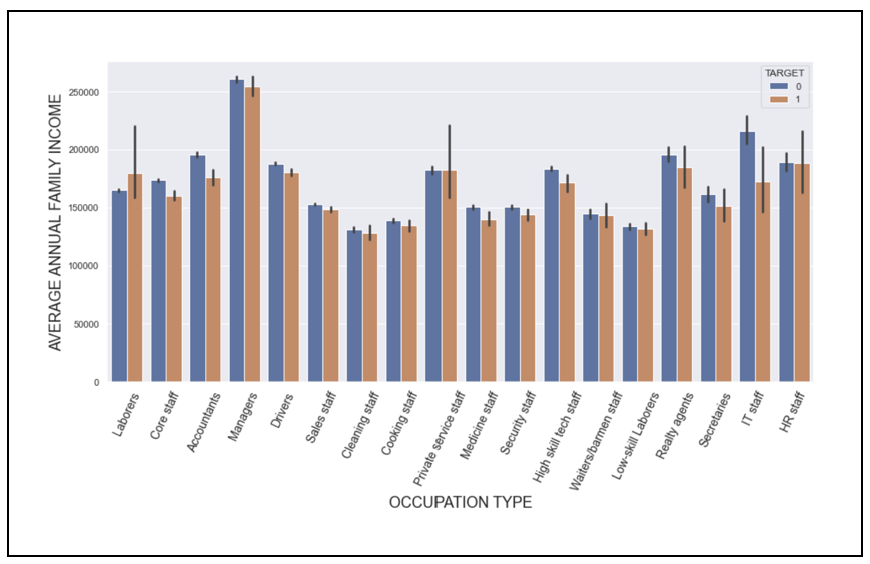 TARGET
0
1
AVERAGE ANNUAL FAMILY INCOME
250000
200000
150000
100000
50000
0
Laborers
Core staff
Accountants
Managers
Drivers
Sales staff
Cleaning staff
Cooking staff
Private service staff
Medicine staff
Security staff
High skill tech staff
Waiters/barmen staff
Low-skill Laborers
Realty agents
Secretaries
IT staff
HR staff
OCCUPATION TYPE